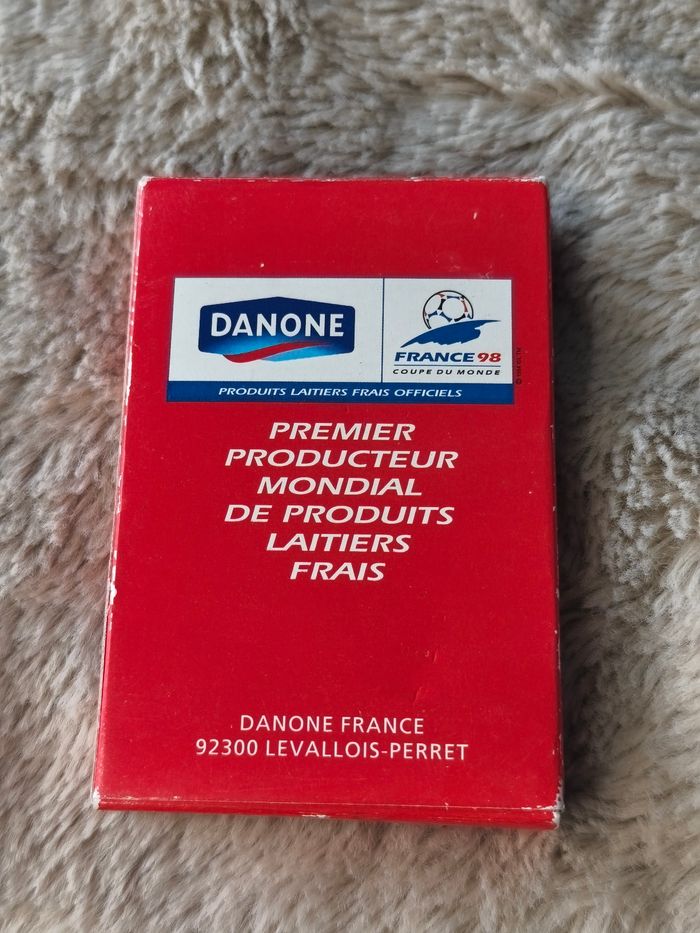 DANONE
FRANCE 98
COUPE DU MONDE
PRODUITS LAITIERS FRAIS OFFICIELS
PREMIER
PRODUCTEUR
MONDIAL
DE PRODUITS
LAITIERS
FRAIS
DANONE FRANCE
92300 LEVALLOIS-PERRET